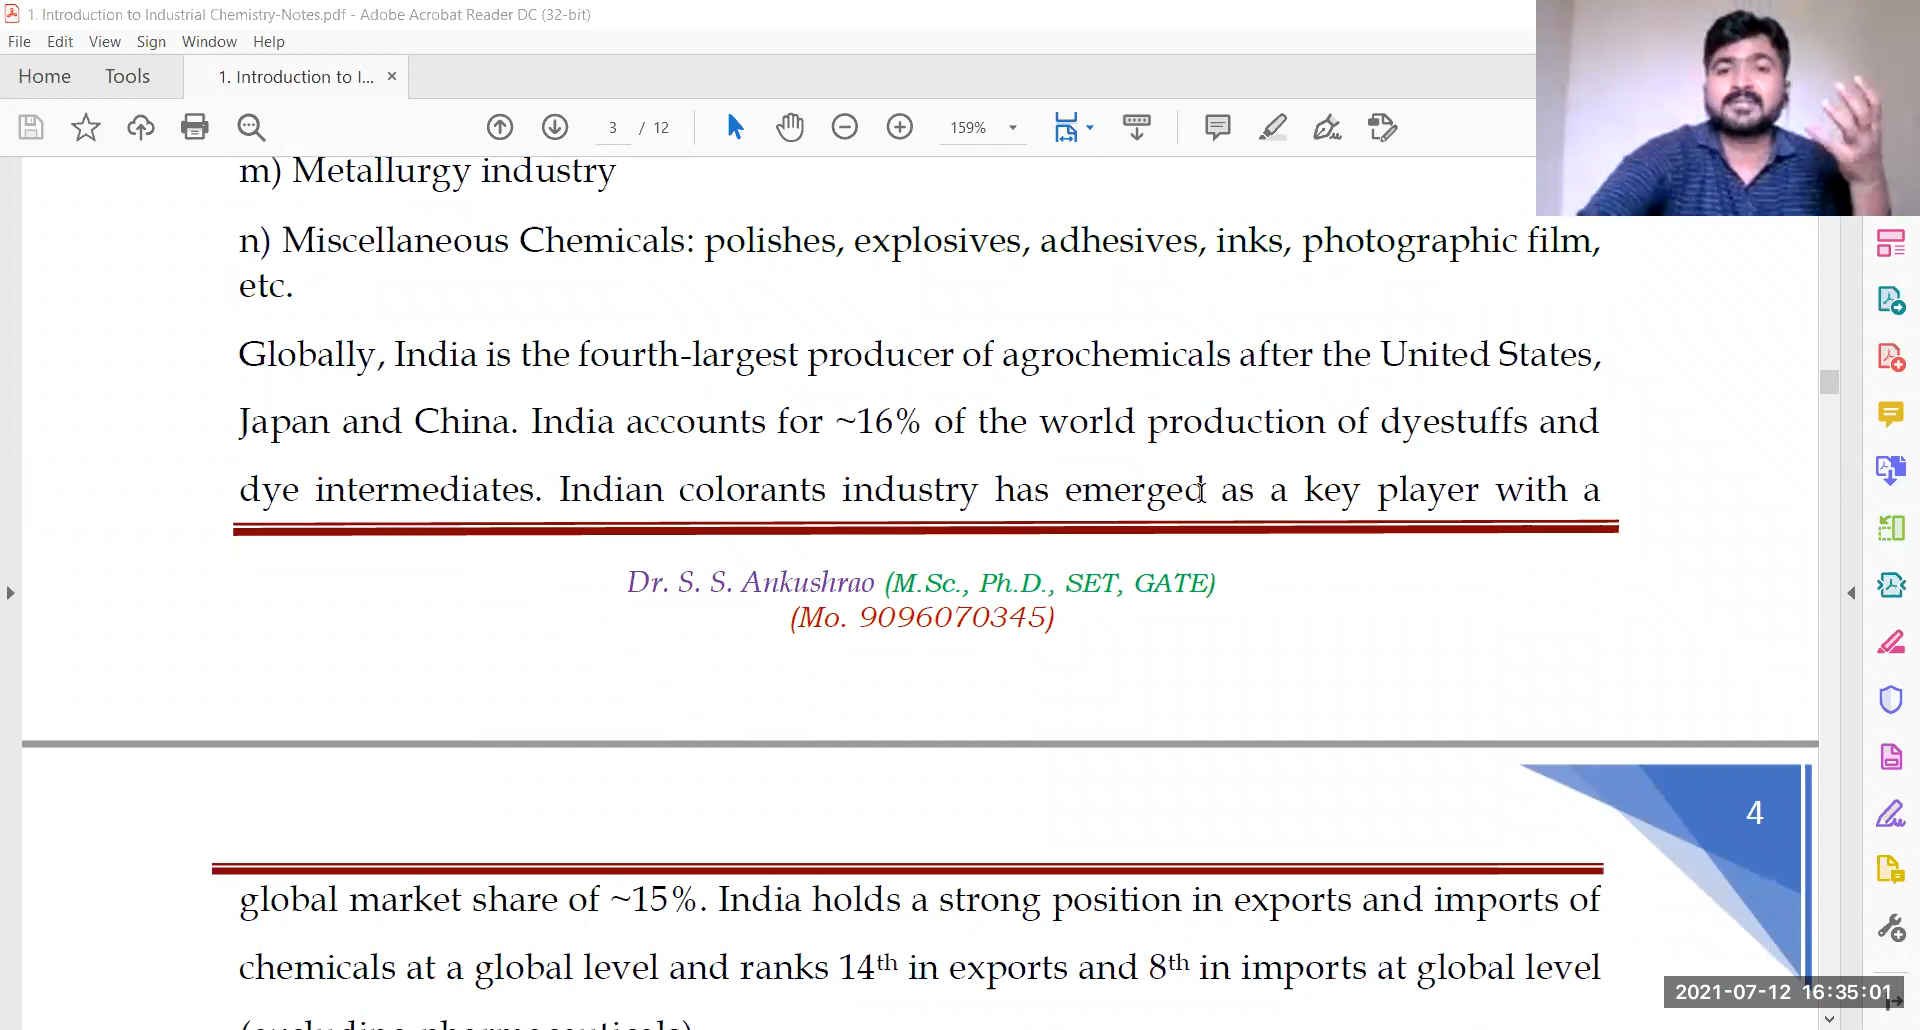 1. Introduction to Industrial Chemistry-Notes.pdf - Adobe Acrobat Reader DC (32-bit)
File Edit View Sign Window Help
Home Tools 1. Introduction to I... ×
3 / 12 159%
m) Metallurgy industry
n) Miscellaneous Chemicals: polishes, explosives, adhesives, inks, photographic film,
etc.
Globally, India is the fourth-largest producer of agrochemicals after the United States,
Japan and China. India accounts for ~16% of the world production of dyestuffs and
dye intermediates. Indian colorants industry has emerged as a key player with a
Dr. S. S. Ankushrao (M.Sc., Ph.D., SET, GATE)
(Mo. 9096070345)
4
global market share of ~15%. India holds a strong position in exports and imports of
chemicals at a global level and ranks 14th in exports and 8th in imports at global level
(excluding pharmaceuticals)
2021-07-12 16:35:01